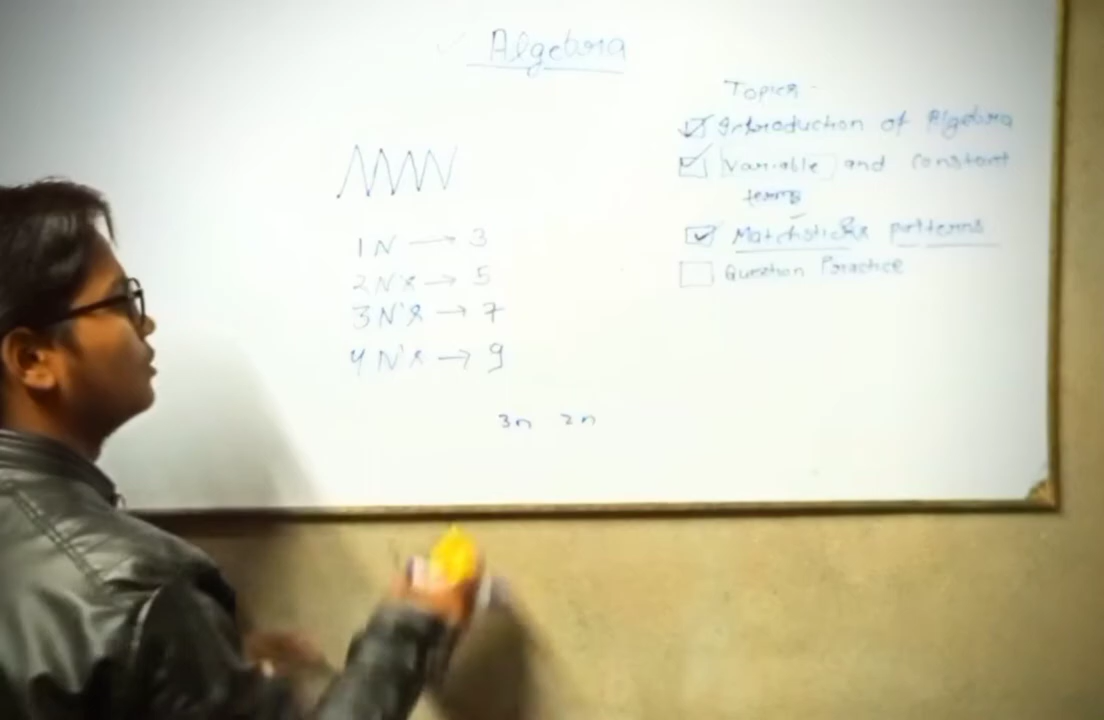 Algebra
1N → 3
2N's → 5
3N's → 7
4N's → 9
3n 2n
Topics -
Introduction of Algebra
Variable and constant
terms
Matchsticks patterns
Question Practice